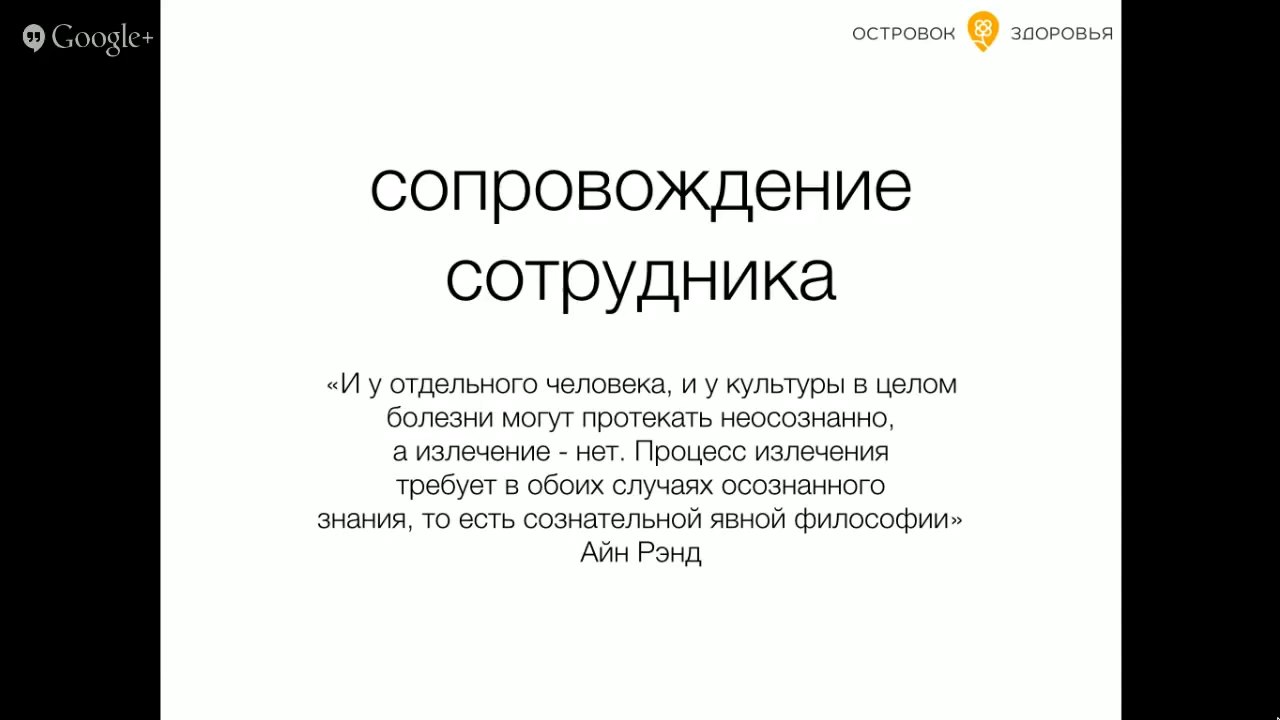 Google+
ОСТРОВОК ЗДОРОВЬЯ
сопровождение
сотрудника
«И у отдельного человека, и у культуры в целом
болезни могут протекать неосознанно,
а излечение - нет. Процесс излечения
требует в обоих случаях осознанного
знания, то есть сознательной явной философии»
Айн Рэнд